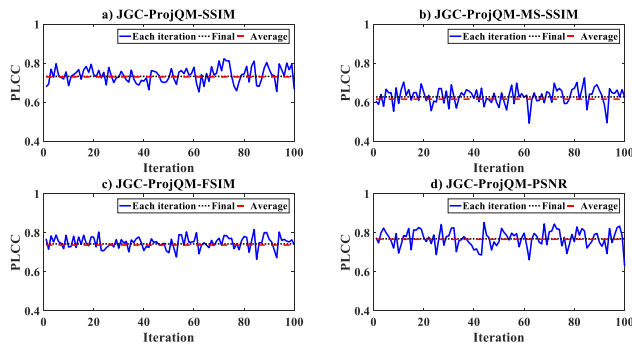 a) JGC-ProjQM-SSIM
Each iteration Final Average
PLCC
1
0.8
0.6
0.4
0 20 40 60 80 100
Iteration
b) JGC-ProjQM-MS-SSIM
Each iteration Final Average
PLCC
1
0.8
0.6
0.4
0 20 40 60 80 100
Iteration
c) JGC-ProjQM-FSIM
Each iteration Final Average
PLCC
1
0.8
0.6
0.4
0 20 40 60 80 100
Iteration
d) JGC-ProjQM-PSNR
Each iteration Final Average
PLCC
1
0.8
0.6
0.4
0 20 40 60 80 100
Iteration